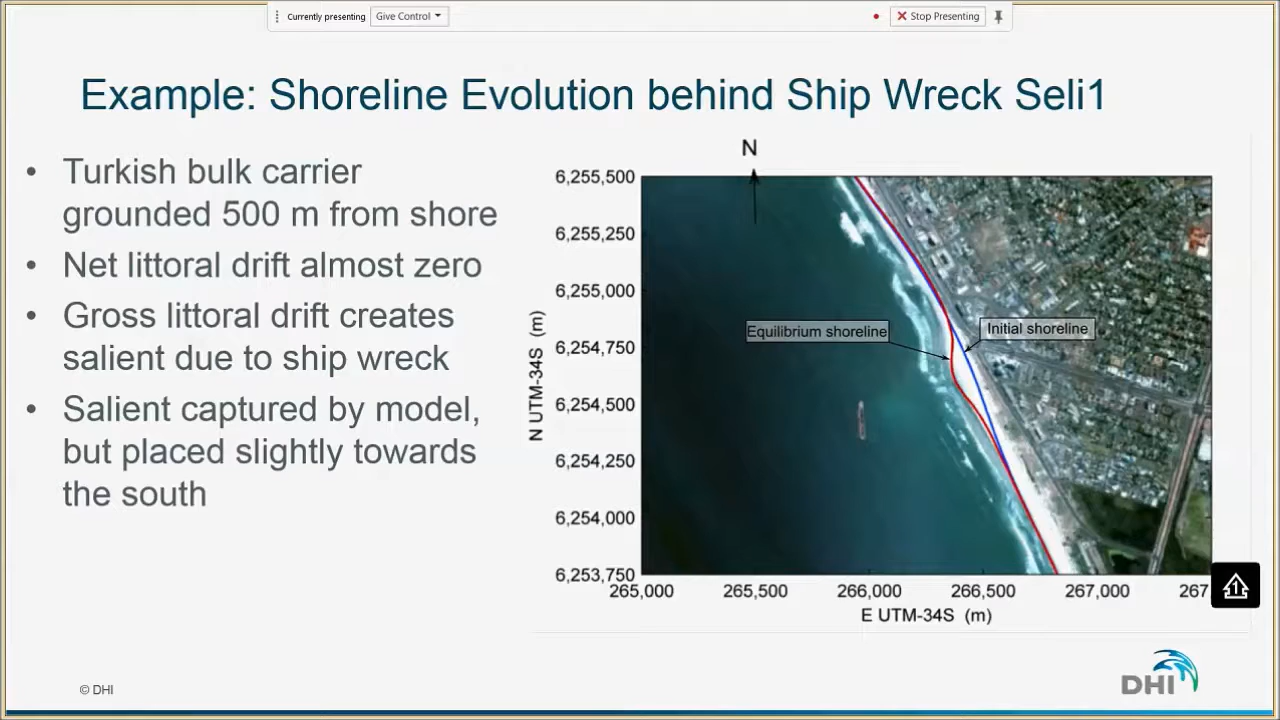 Currently presenting Give Control Stop Presenting
Example: Shoreline Evolution behind Ship Wreck Seli1
• Turkish bulk carrier
grounded 500 m from shore
• Net littoral drift almost zero
• Gross littoral drift creates
salient due to ship wreck
• Salient captured by model,
but placed slightly towards
the south
N
6,255,500
6,255,250
6,255,000
6,254,750
6,254,500
6,254,250
6,254,000
6,253,750
N UTM-34S (m)
Equilibrium shoreline
Initial shoreline
265,000 265,500 266,000 266,500 267,000 267
E UTM-34S (m)
1
© DHI
DHI